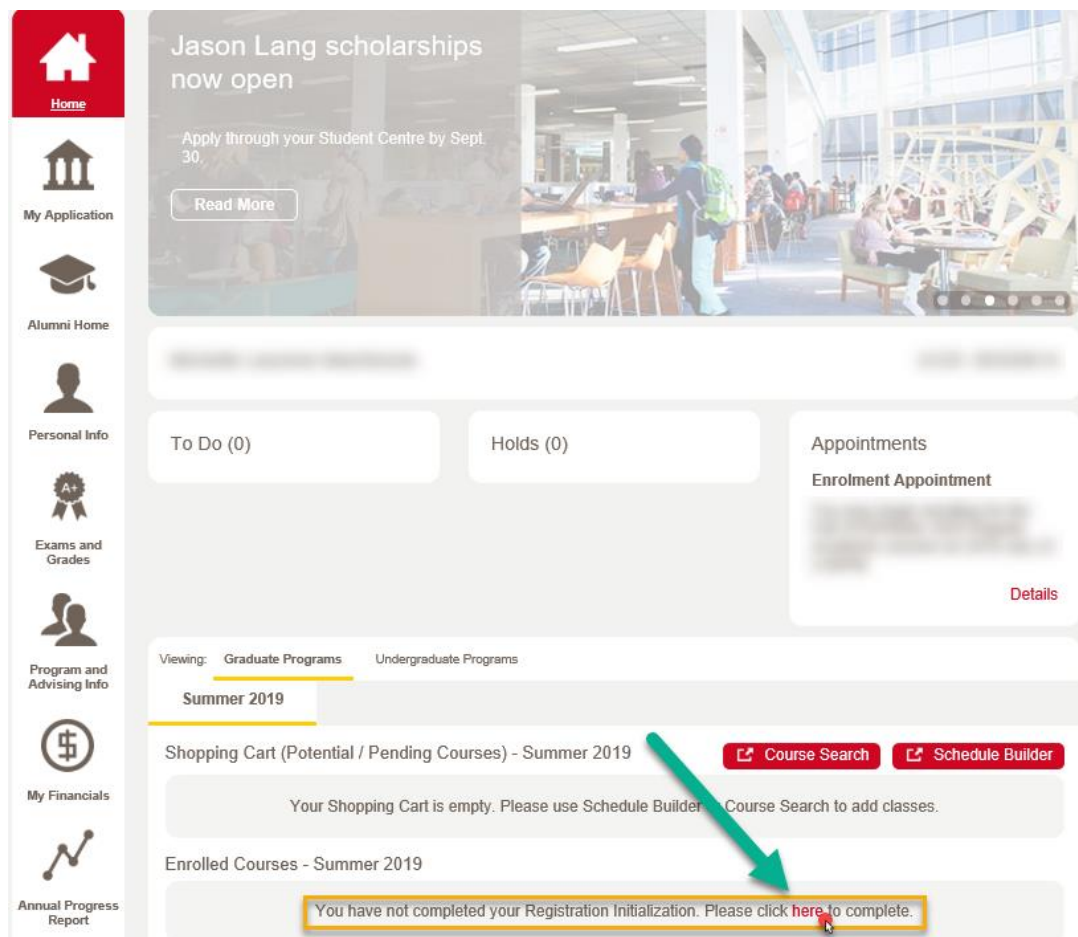 Home
My Application
Alumni Home
Personal Info
A+
Exams and
Grades
Program and
Advising Info
$
My Financials
Annual Progress
Report
Jason Lang scholarships
now open
Apply through your Student Centre by Sept.
30.
Read More
To Do (0)
Holds (0)
Appointments
Enrolment Appointment
Details
Viewing: Graduate Programs Undergraduate Programs
Summer 2019
Shopping Cart (Potential / Pending Courses) - Summer 2019
Course Search
Schedule Builder
Your Shopping Cart is empty. Please use Schedule Builder Course Search to add classes.
Enrolled Courses - Summer 2019
You have not completed your Registration Initialization. Please click here to complete.